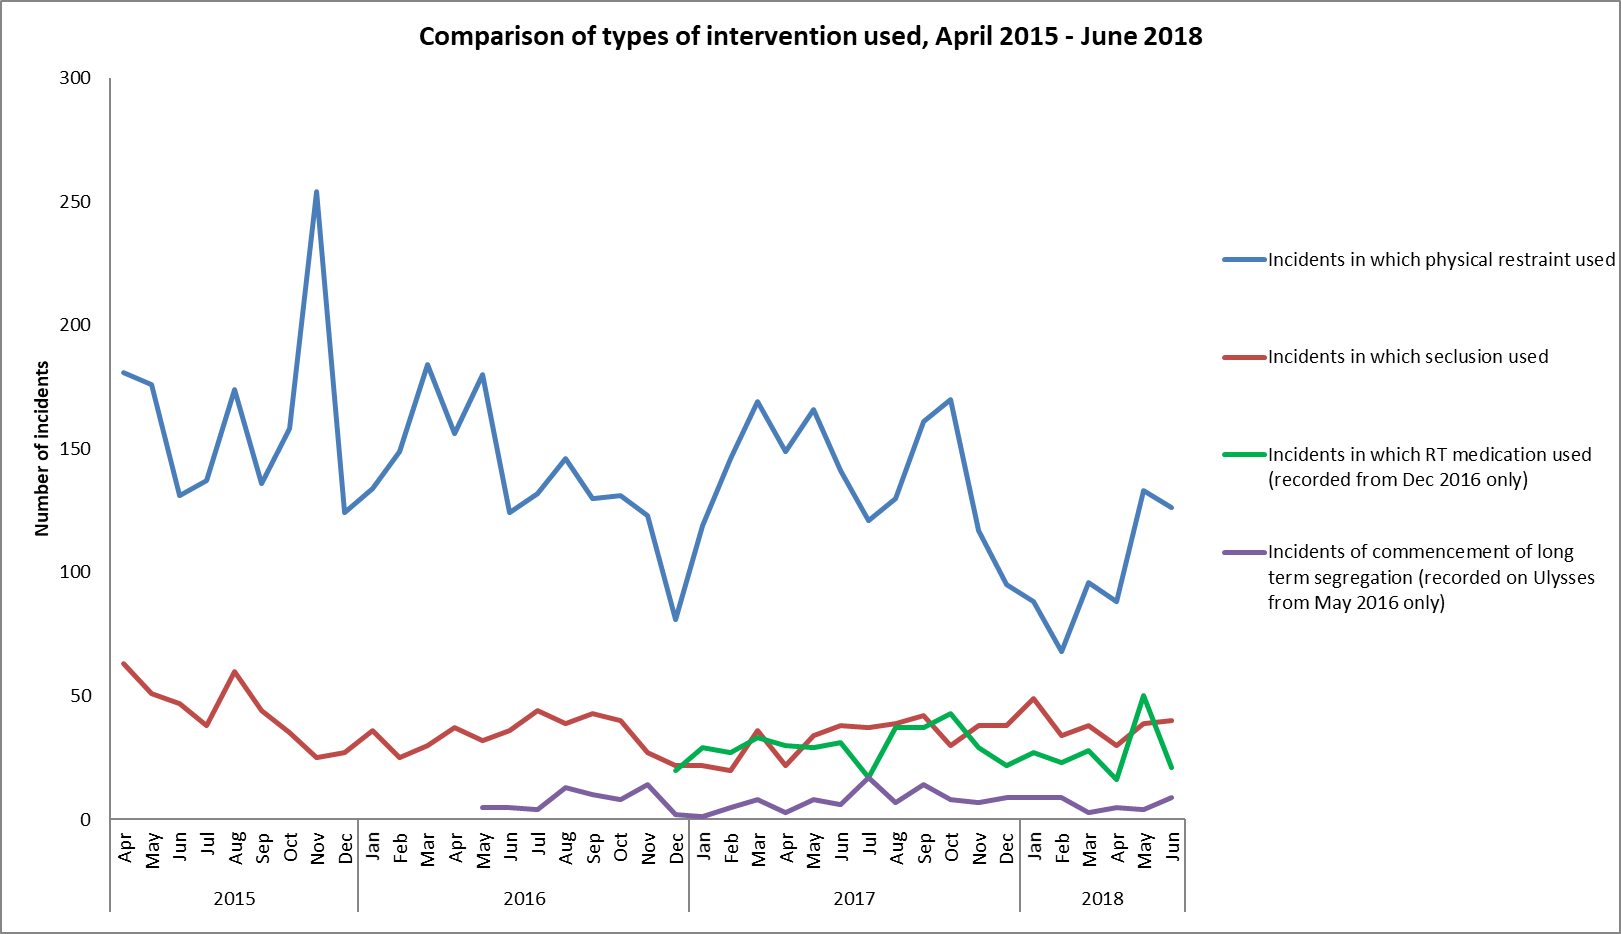 Comparison of types of intervention used, April 2015 - June 2018
300
250
200
150
100
50
0
Number of incidents
Apr
May
Jun
Jul
Aug
Sep
Oct
Nov
Dec
Jan
Feb
Mar
Apr
May
Jun
Jul
Aug
Sep
Oct
Nov
Dec
Jan
Feb
Mar
Apr
May
Jun
Jul
Aug
Sep
Oct
Nov
Dec
Jan
Feb
Mar
Apr
May
Jun
2015
2016
2017
2018
Incidents in which physical restraint used
Incidents in which seclusion used
Incidents in which RT medication used
(recorded from Dec 2016 only)
Incidents of commencement of long
term segregation (recorded on Ulysses
from May 2016 only)